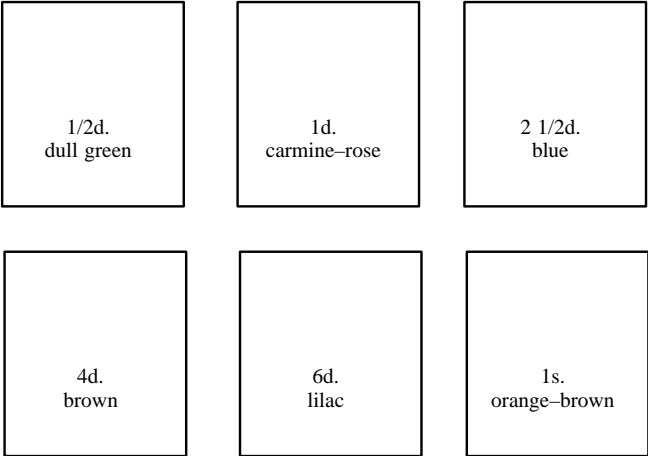 1/2d.
dull green
1d.
carmine–rose
2 1/2d.
blue
4d.
brown
6d.
lilac
1s.
orange–brown